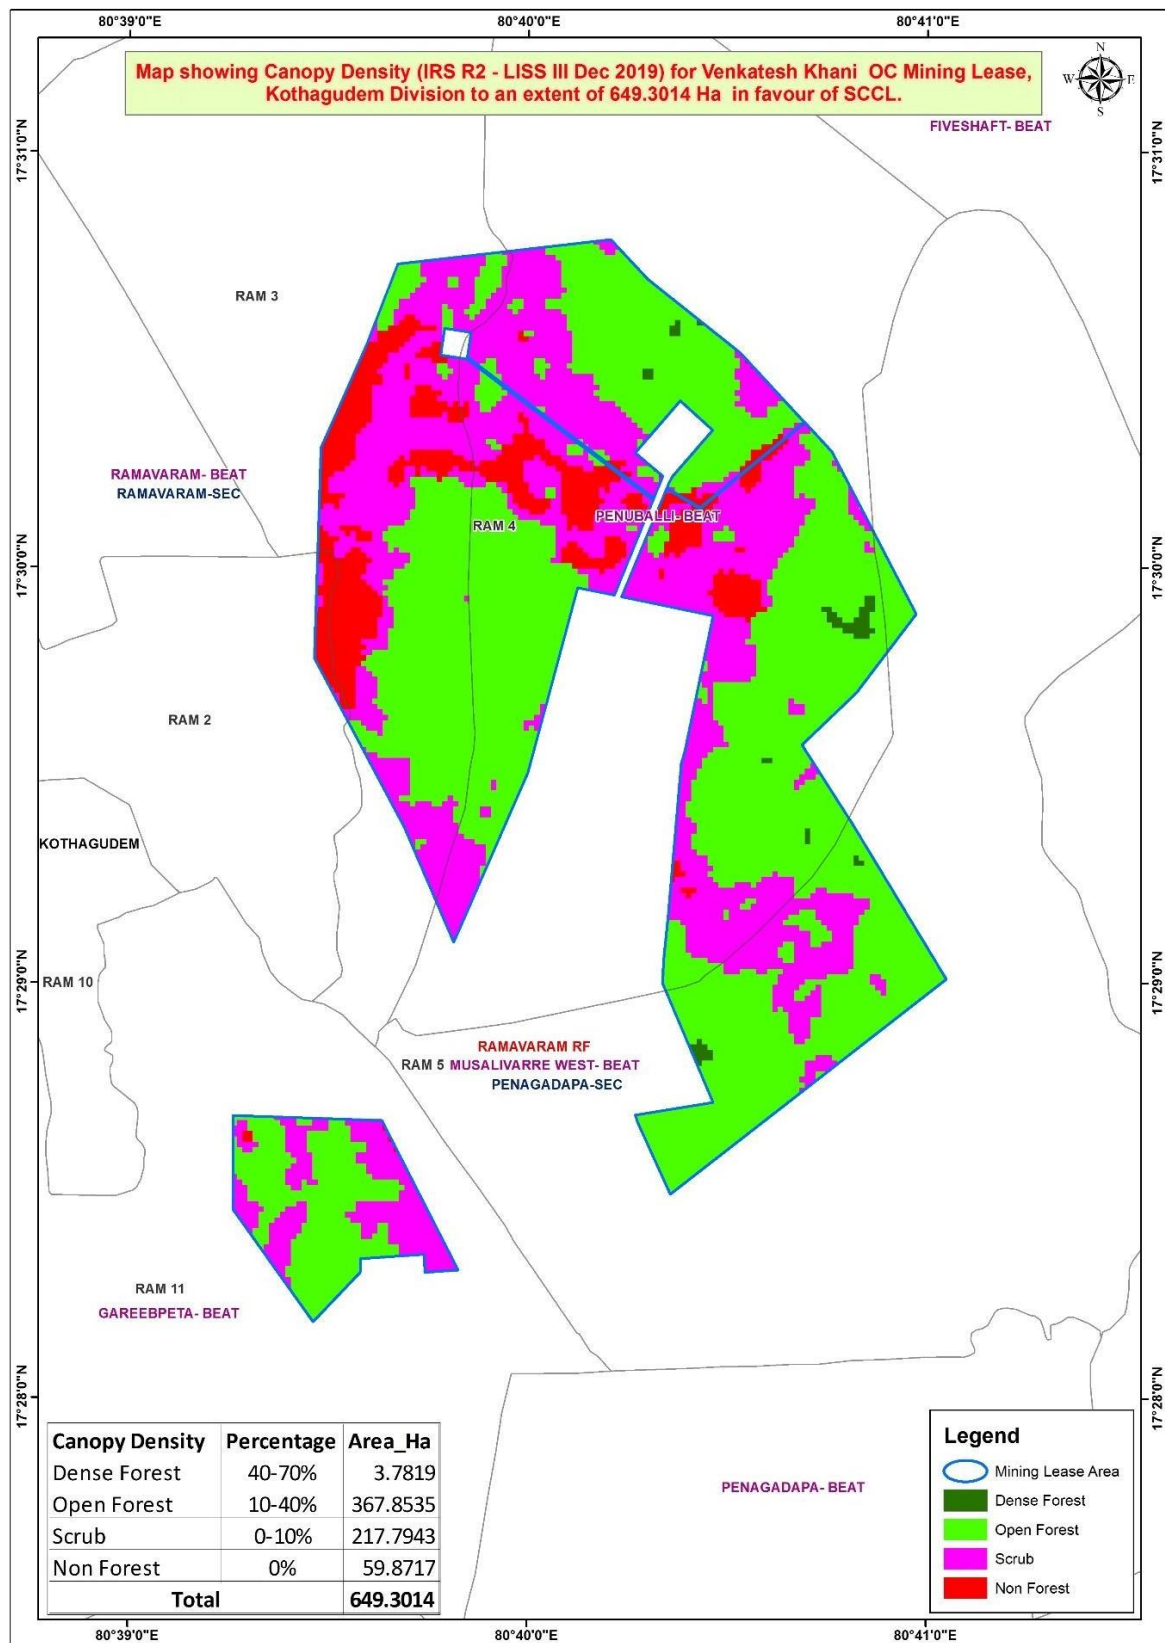 80°39'0"E 80°40'0"E 80°41'0"E
Map showing Canopy Density (IRS R2 - LISS III Dec 2019) for Venkatesh Khani OC Mining Lease,
Kothagudem Division to an extent of 649.3014 Ha in favour of SCCL.
N
W E
S
FIVESHAFT- BEAT
17°31'0"N 17°31'0"N
RAM 3
RAMAVARAM- BEAT
RAMAVARAM-SEC
RAM 4
PENUBALLI- BEAT
17°30'0"N 17°30'0"N
RAM 2
KOTHAGUDEM
RAM 10
17°29'0"N 17°29'0"N
RAMAVARAM RF
RAM 5 MUSALIVARRE WEST- BEAT
PENAGADAPA-SEC
RAM 11
GAREEBPETA- BEAT
17°28'0"N 17°28'0"N
Canopy Density Percentage Area_Ha
Dense Forest 40-70% 3.7819
Open Forest 10-40% 367.8535
Scrub 0-10% 217.7943
Non Forest 0% 59.8717
Total 649.3014
PENAGADAPA- BEAT
Legend
Mining Lease Area
Dense Forest
Open Forest
Scrub
Non Forest
80°39'0"E 80°40'0"E 80°41'0"E